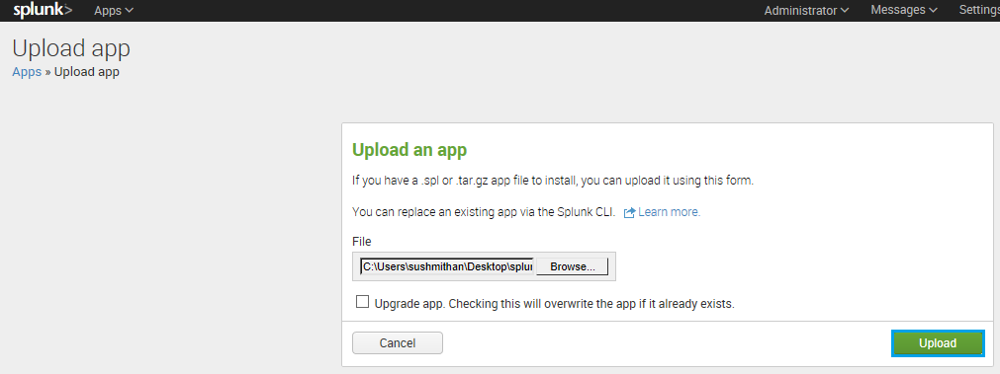 splunk> Apps Administrator Messages Settings
Upload app
Apps » Upload app
Upload an app
If you have a .spl or .tar.gz app file to install, you can upload it using this form.
You can replace an existing app via the Splunk CLI. Learn more.
File
C:\Users\sushmithan\Desktop\splu Browse...
Upgrade app. Checking this will overwrite the app if it already exists.
Cancel Upload